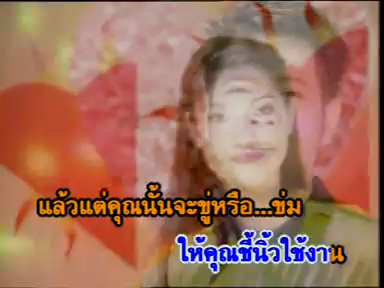 แล้วแต่คุณนั้นจะขู่หรือ...ข่ม
ให้คุณชี้นิ้วใช้งาน